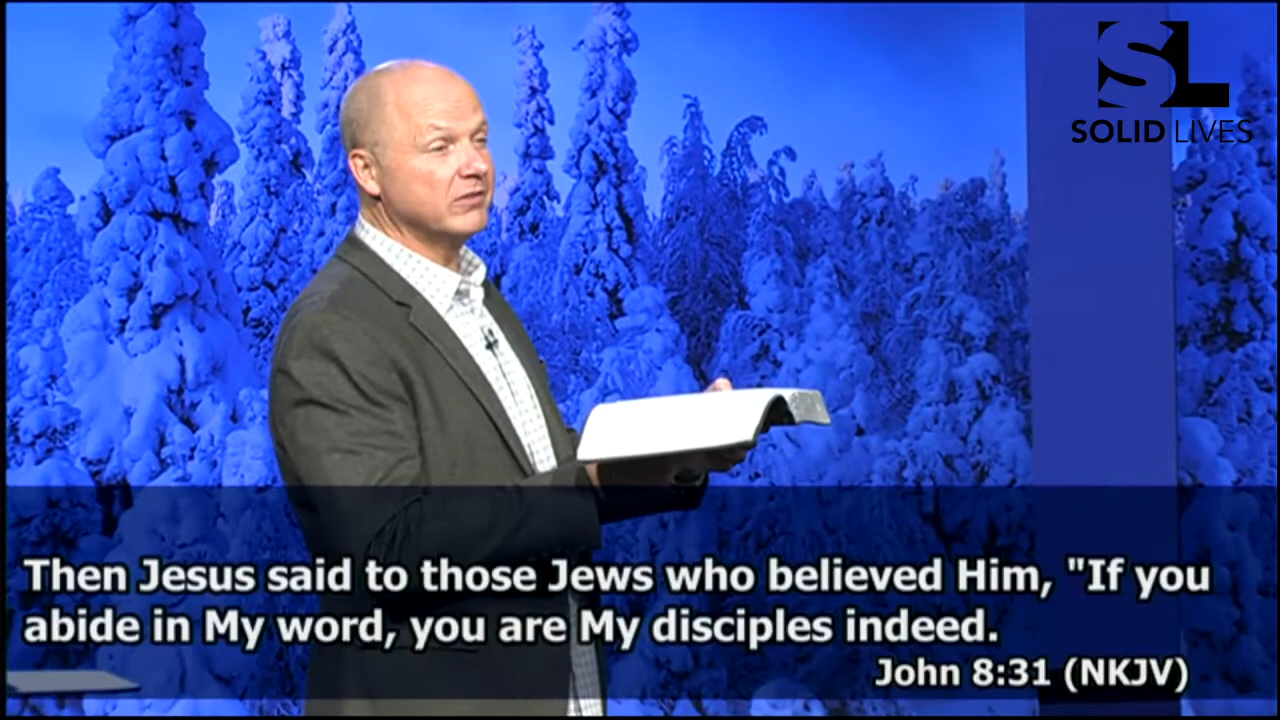 SL
SOLID LIVES
Then Jesus said to those Jews who believed Him, "If you
abide in My word, you are My disciples indeed.
John 8:31 (NKJV)